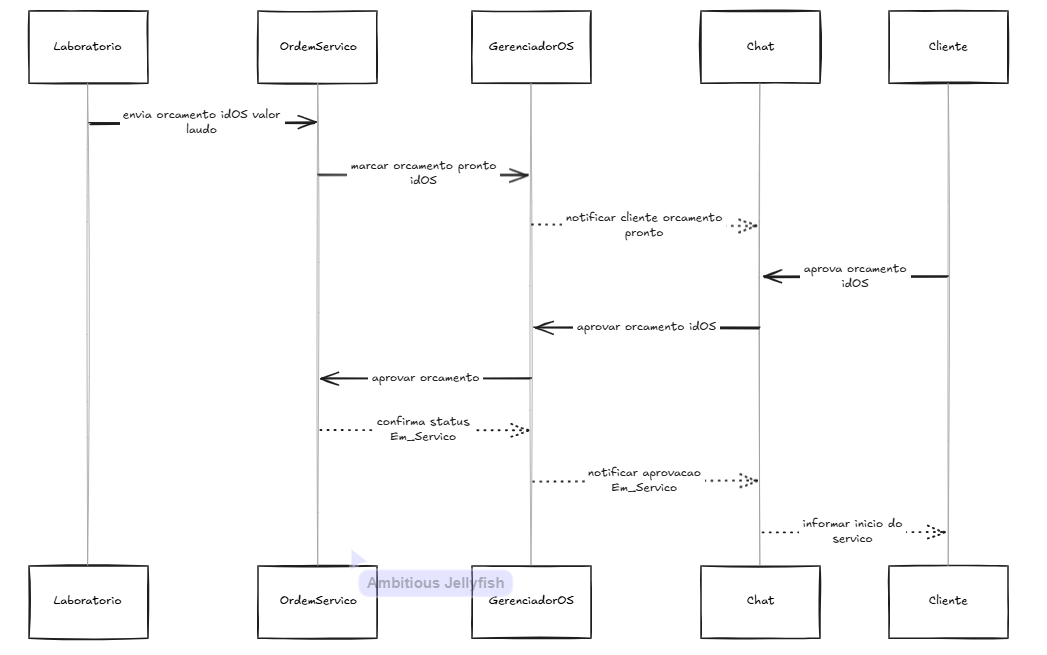 Laboratorio
OrdemServico
GerenciadorOS
Chat
Cliente
envia orcamento idOS valor
laudo
marcar orcamento pronto
idOS
notificar cliente orcamento
pronto
aprova orcamento
idOS
aprovar orcamento idOS
aprovar orcamento
confirma status
Em_Servico
notificar aprovacao
Em_Servico
informar inicio do
servico
Ambitious Jellyfish
Laboratorio
OrdemServico
GerenciadorOS
Chat
Cliente